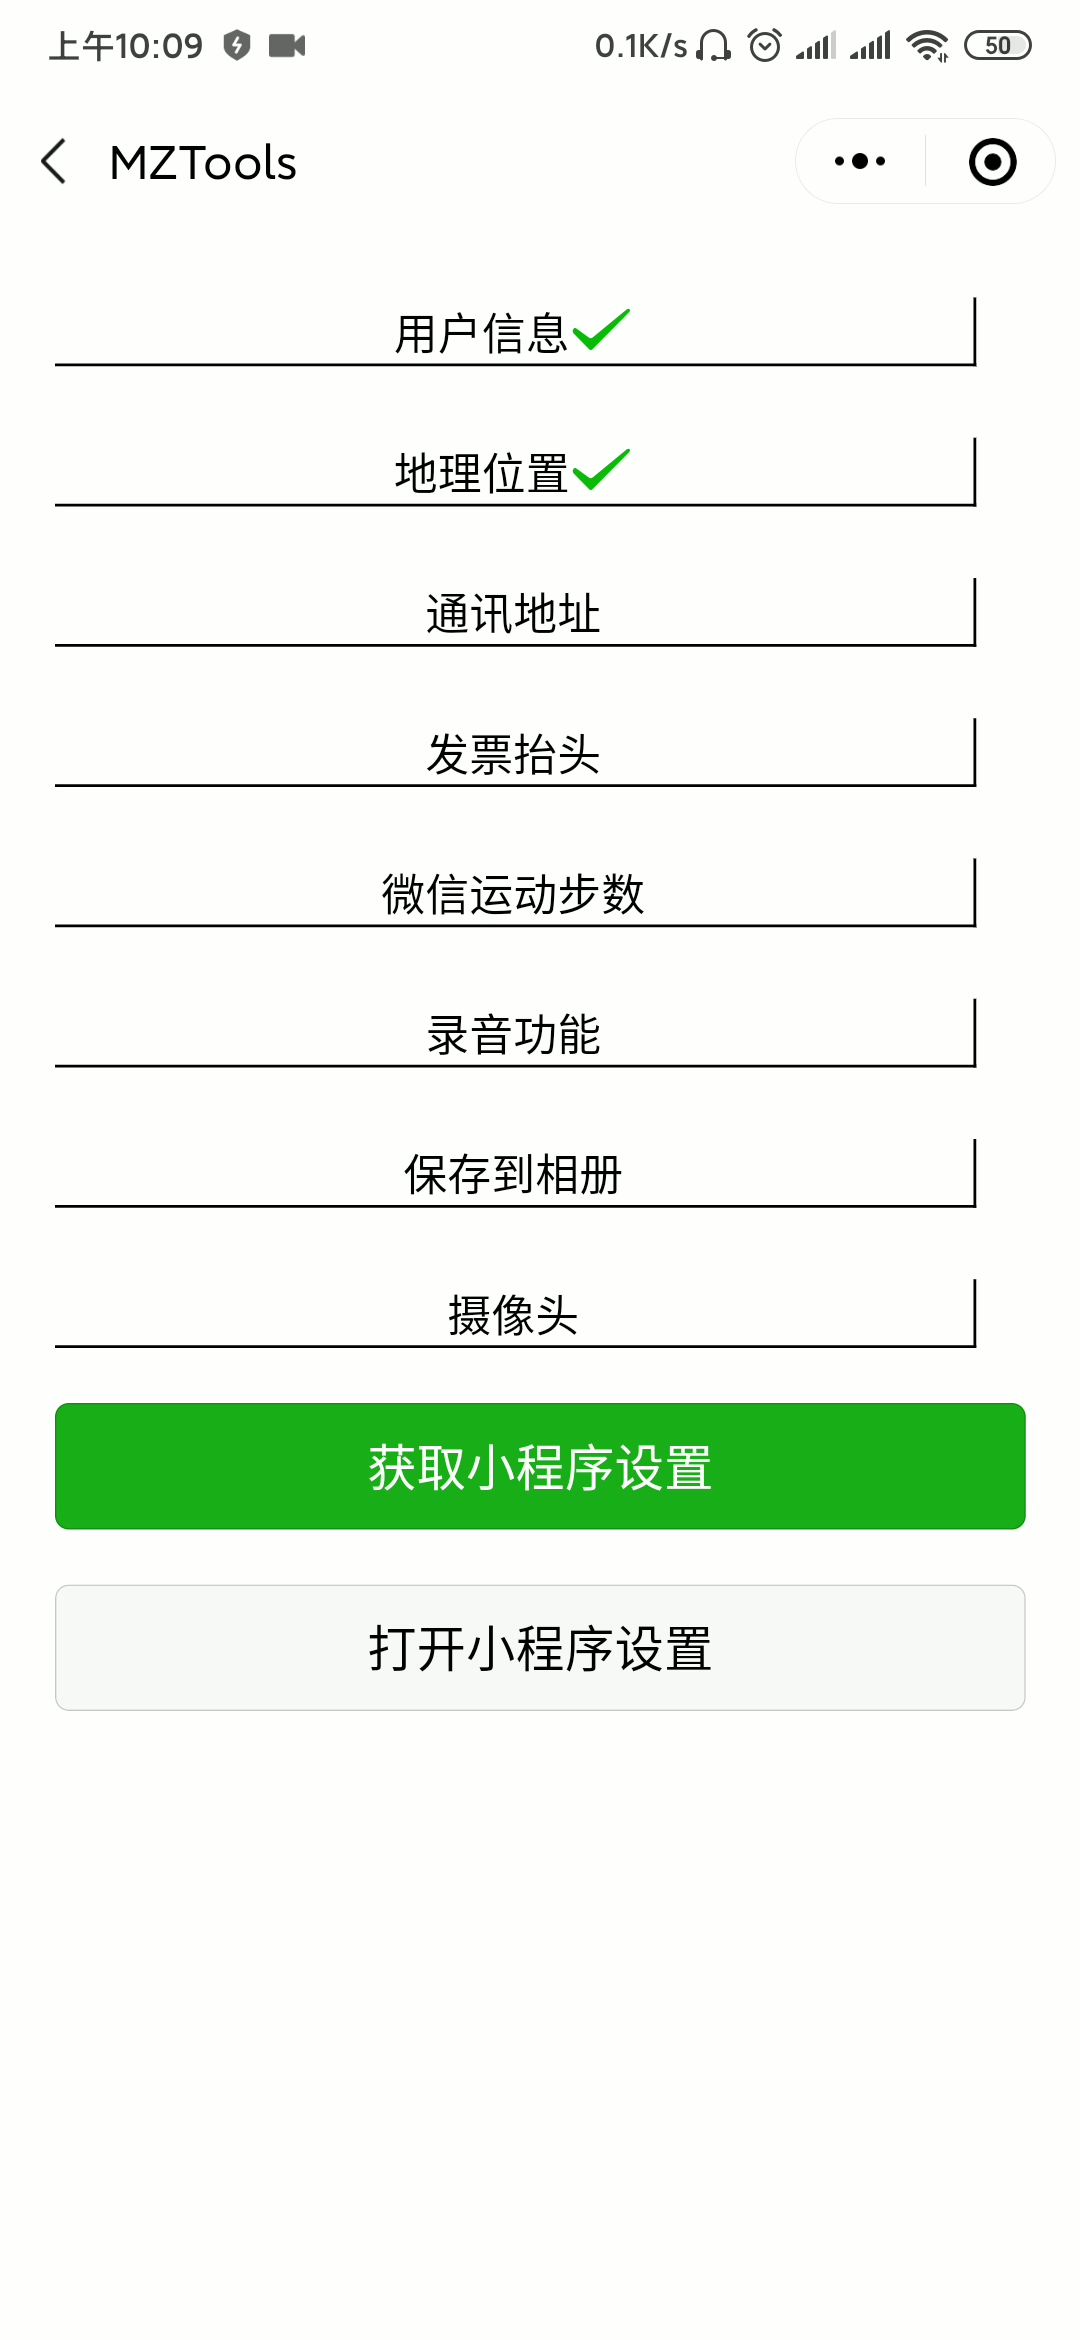 上午10:09 0.1K/s 50
MZTools
用户信息
地理位置
通讯地址
发票抬头
微信运动步数
录音功能
保存到相册
摄像头
获取小程序设置
打开小程序设置